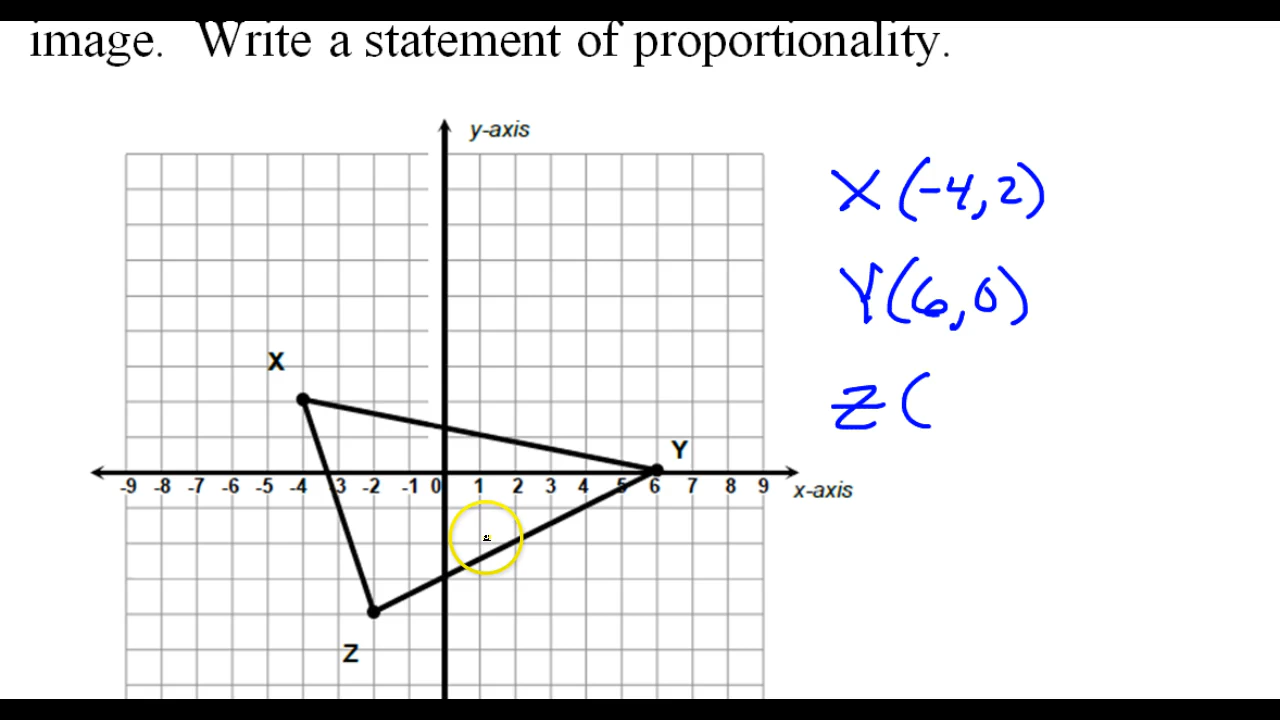 image. Write a statement of proportionality.
y-axis
X (-4, 2)
Y (6, 0)
X
Z (
Y
-9 -8 -7 -6 -5 -4 -3 -2 -1 0 1 2 3 4 5 6 7 8 9
x-axis
Z